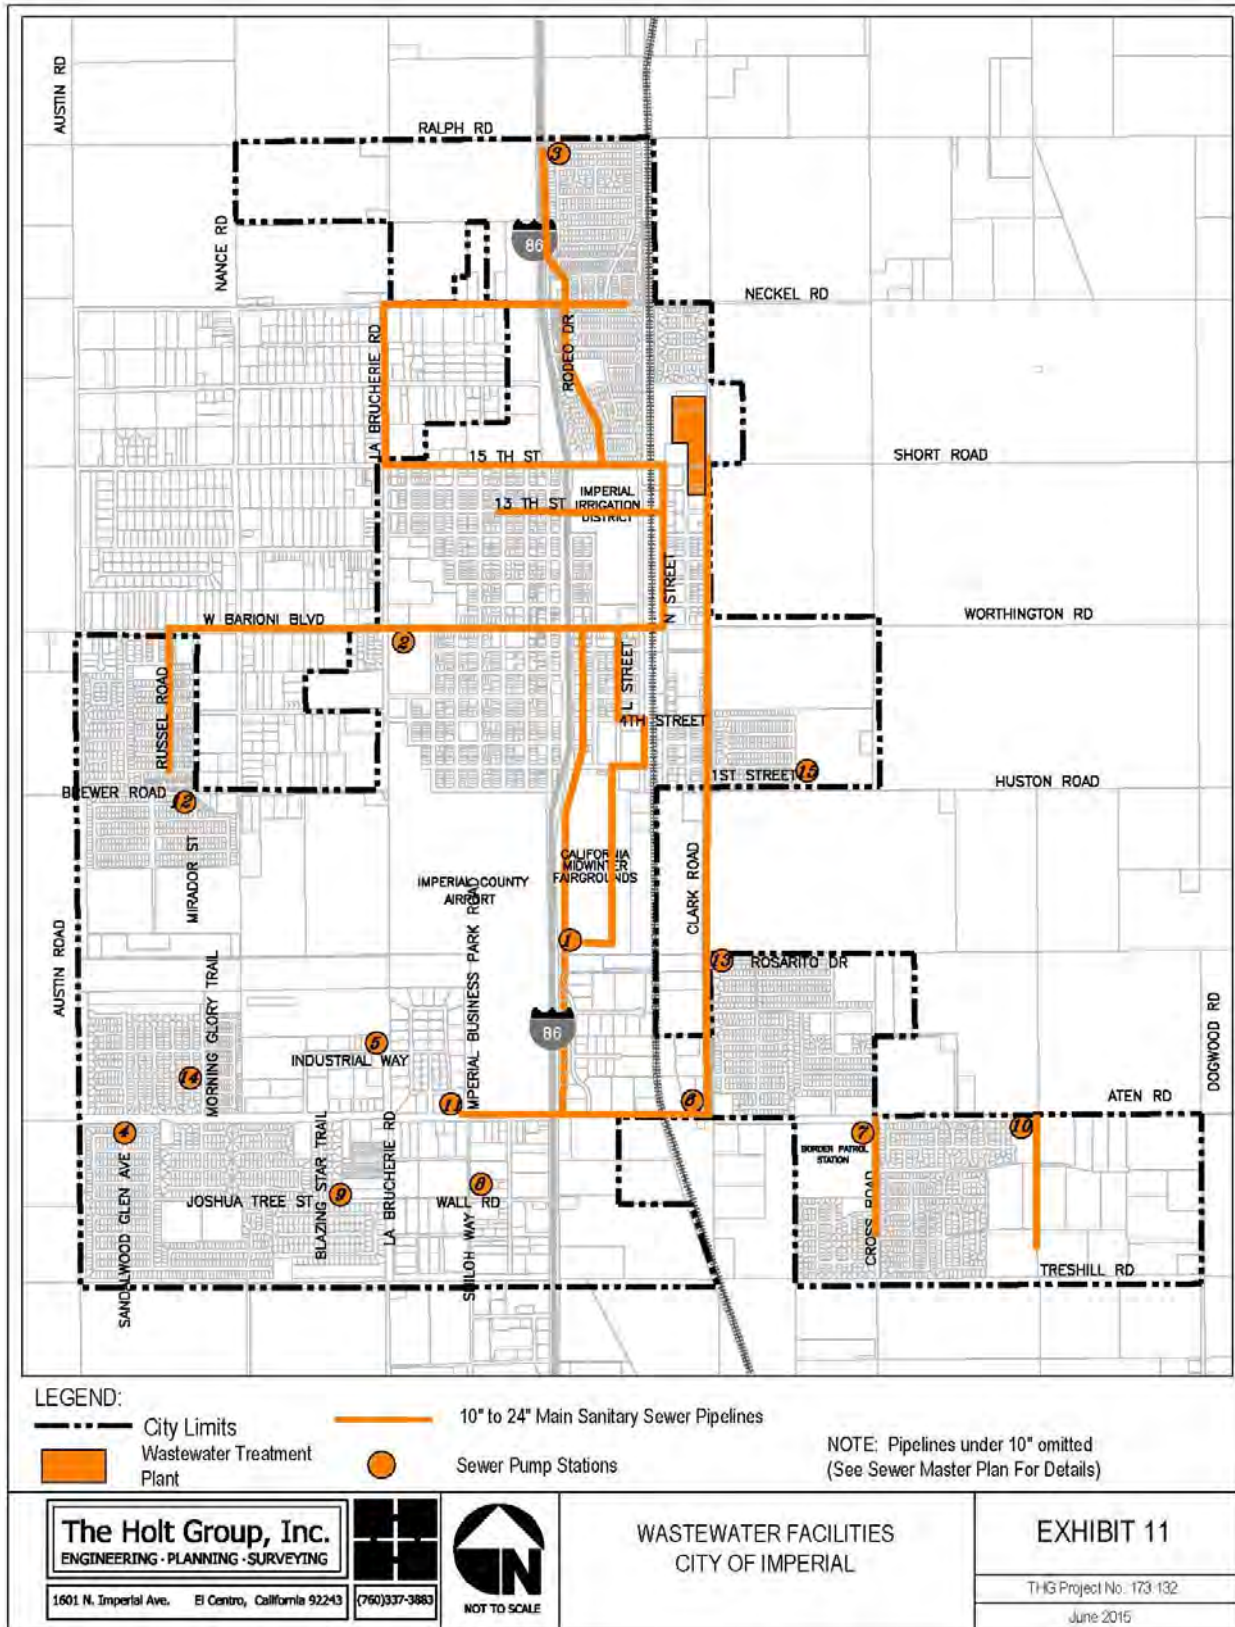 AUSTIN RD
RALPH RD
3
NANCE RD
86
NECKEL RD
LA BRUCHERIE RD
RODEO DR
15 TH ST
SHORT ROAD
13 TH ST
IMPERIAL
IRRIGATION
DISTRICT
N STREET
W BARIONI BLVD
WORTHINGTON RD
2
L STREET
RUSSEL ROAD
4TH STREET
1ST STREET
15
HUSTON ROAD
BREWER ROAD
12
MIRADOR ST
CALIFORNIA
MIDWINTER
FAIRGROUNDS
IMPERIAL COUNTY
AIRPORT
CLARK ROAD
1
AUSTIN ROAD
13
ROSARITO DR
MORNING GLORY TRAIL
MPERIAL BUSINESS PARK ROAD
DOGWOOD RD
86
5
INDUSTRIAL WAY
14
11
6
ATEN RD
4
7
10
BORDER PATROL
STATION
SANDALWOOD GLEN AVE
JOSHUA TREE ST
BLAZING STAR TRAIL
9
LA BRUCHERIE RD
8
WALL RD
SHILOH WAY
CROSS ROAD
TRESHILL RD
LEGEND:
City Limits
10" to 24" Main Sanitary Sewer Pipelines
Wastewater Treatment
Plant
Sewer Pump Stations
NOTE: Pipelines under 10" omitted
(See Sewer Master Plan For Details)
The Holt Group, Inc.
ENGINEERING · PLANNING · SURVEYING
1601 N. Imperial Ave. El Centro, California 92243
(760)337-3883
N
NOT TO SCALE
WASTEWATER FACILITIES
CITY OF IMPERIAL
EXHIBIT 11
THG Project No. 173.132
June 2015